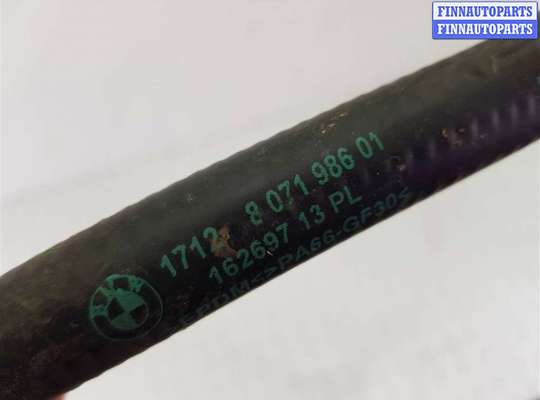 FINNAUTOPARTS
FINNAUTOPARTS
1712 8 071 986 01
162697 13 PL
>EPDM<>PA66-GF30<